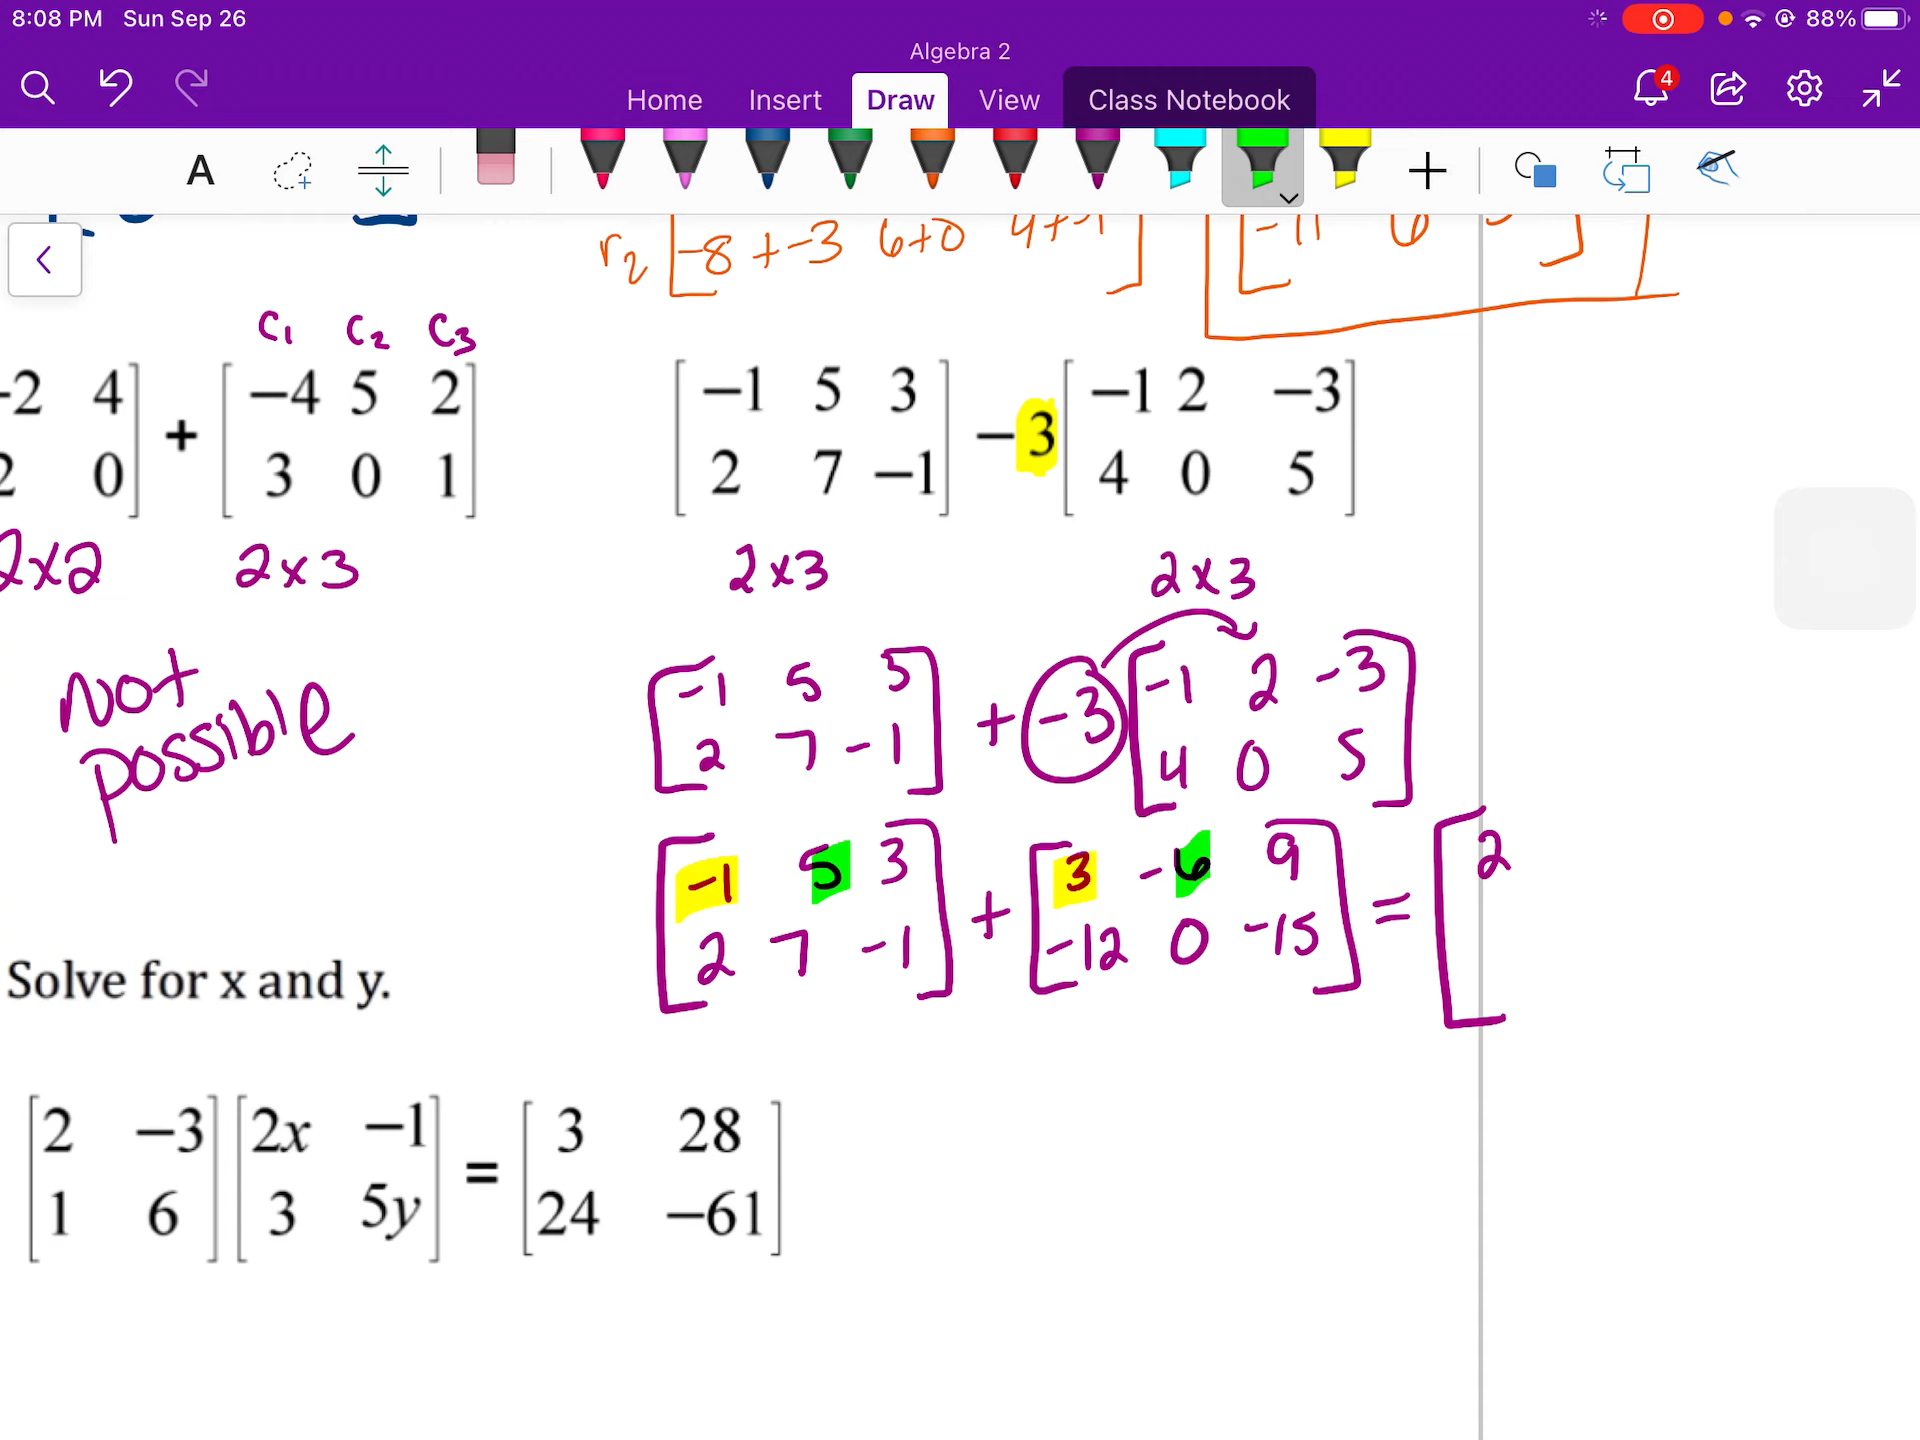 8:08 PM Sun Sep 26 88%
Algebra 2
Home Insert Draw View Class Notebook 4
A
r2 [-8 + -3 6+0 4+-1] [-11 6 ]
C1 C2 C3
-2 4] + [-4 5 2] [-1 5 3] - 3 [-1 2 -3]
2 0] [3 0 1] [2 7 -1] [4 0 5]
2x2 2x3 2x3 2x3
Not
possible
[-1 5 5] + -3 [-1 2 -3]
[2 7 -1] [4 0 5]
[-1 5 3] + [3 -6 9] = [2
[2 7 -1] [-12 0 -15]
Solve for x and y.
[2 -3] [2x -1] = [3 28]
[1 6] [3 5y] [24 -61]